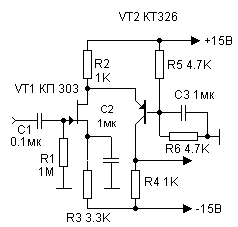 VT2 КТ326
+15В
R2
1K
R5 4.7K
VT1 КП 303
C2
1мк
C3 1мк
C1
0.1мк
R1
1M
R6 4.7K
R4 1K
R3 3.3K
-15В